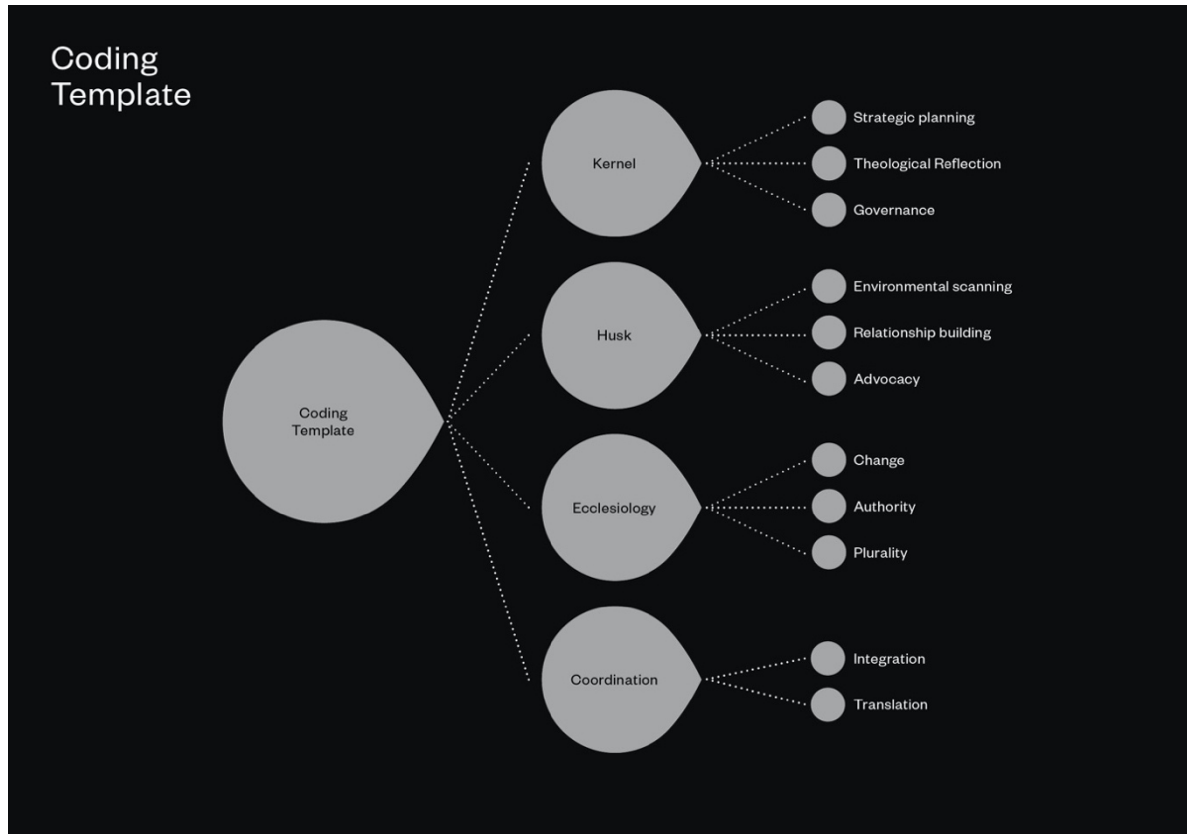 Coding
Template
Coding
Template
Kernel
Strategic planning
Theological Reflection
Governance
Husk
Environmental scanning
Relationship building
Advocacy
Ecclesiology
Change
Authority
Plurality
Coordination
Integration
Translation